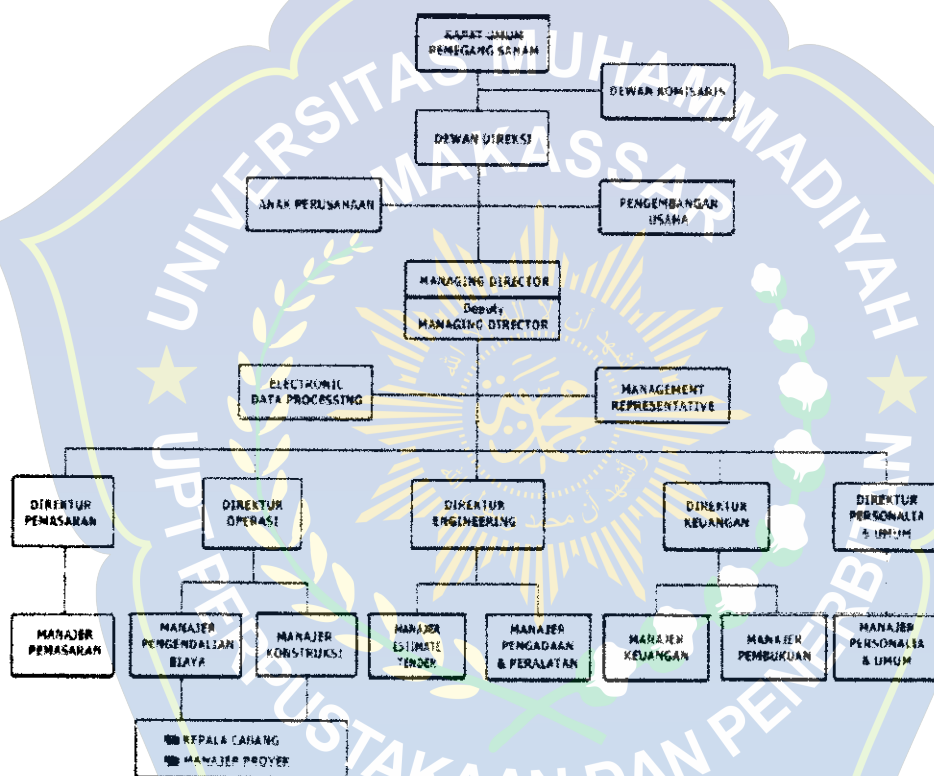 RAPAT UMUM
PEMEGANG SAHAM
DEWAN KOMISARIS
DEWAN DIREKSI
ANAK PERUSAHAAN
PENGEMBANGAN
USAHA
MANAGING DIRECTOR
Deputy
MANAGING DIRECTOR
ELECTRONIC
DATA PROCESSING
MANAGEMENT
REPRESENTATIVE
DIREKTUR
PEMASARAN
DIREKTUR
OPERASI
DIREKTUR
ENGINEERING
DIREKTUR
KEUANGAN
DIREKTUR
PERSONALIA
& UMUM
MANAJER
PEMASARAN
MANAJER
PENGENDALIAN
BIAYA
MANAJER
KONSTRUKSI
MANAJER
ESTIMATE
TENDER
MANAJER
PENGADAAN
& PERALATAN
MANAJER
KEUANGAN
MANAJER
PEMBUKUAN
MANAJER
PERSONALIA
& UMUM
KEPALA CABANG
MANAJER PROYEK
UNIVERSITAS MUHAMMADIYAH
MAKASSAR
UPT PERPUSTAKAAN DAN PENERBITAN